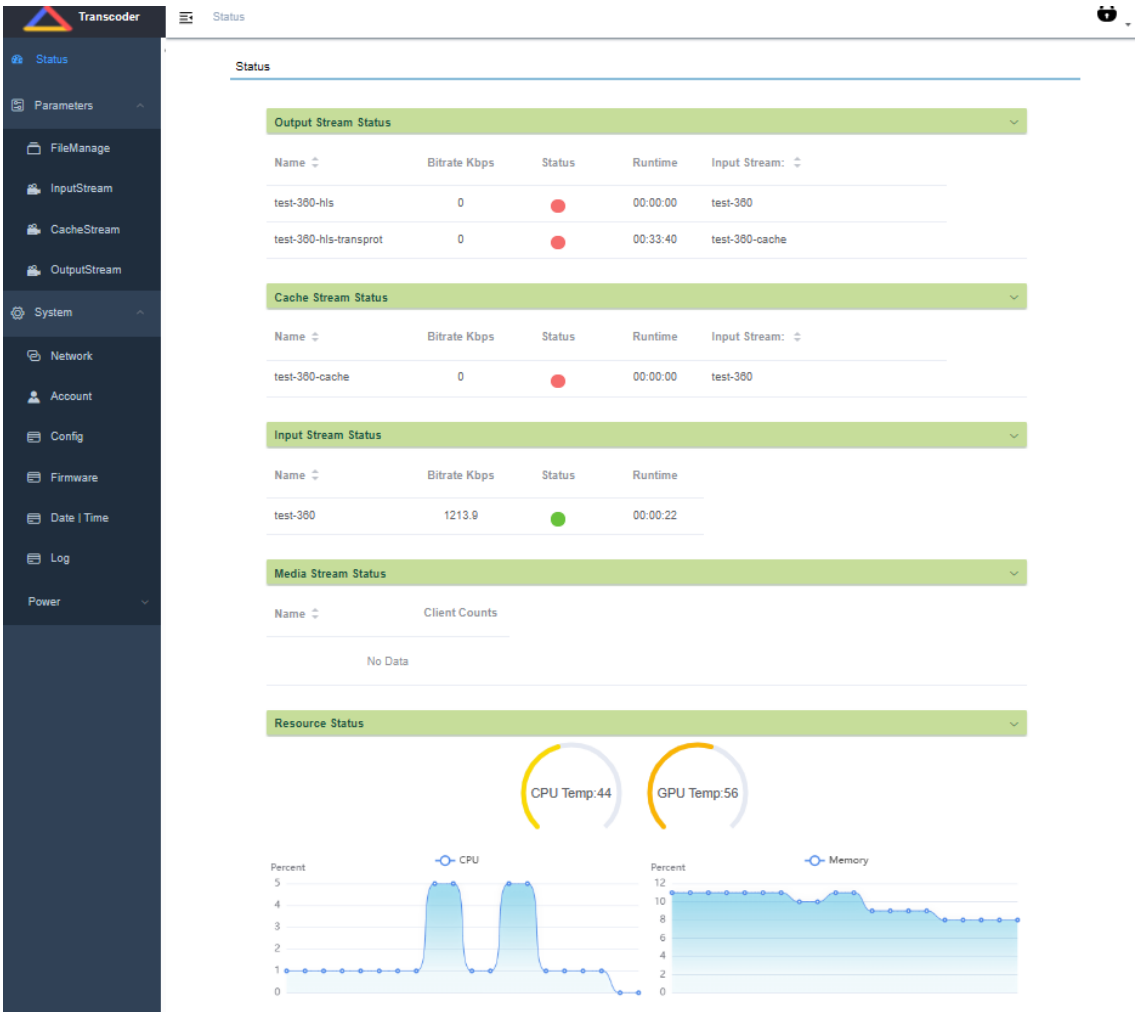 Transcoder
Status
Status
Parameters
FileManage
InputStream
CacheStream
OutputStream
System
Network
Account
Config
Firmware
Date | Time
Log
Power
Status
Output Stream Status
Name Bitrate Kbps Status Runtime Input Stream:
test-360-hls 0 00:00:00 test-360
test-360-hls-transprot 0 00:33:40 test-360-cache
Cache Stream Status
Name Bitrate Kbps Status Runtime Input Stream:
test-360-cache 0 00:00:00 test-360
Input Stream Status
Name Bitrate Kbps Status Runtime
test-360 1213.9 00:00:22
Media Stream Status
Name Client Counts
No Data
Resource Status
CPU Temp:44 GPU Temp:56
CPU
Percent
5
4
3
2
1
0
Memory
Percent
12
10
8
6
4
2
0